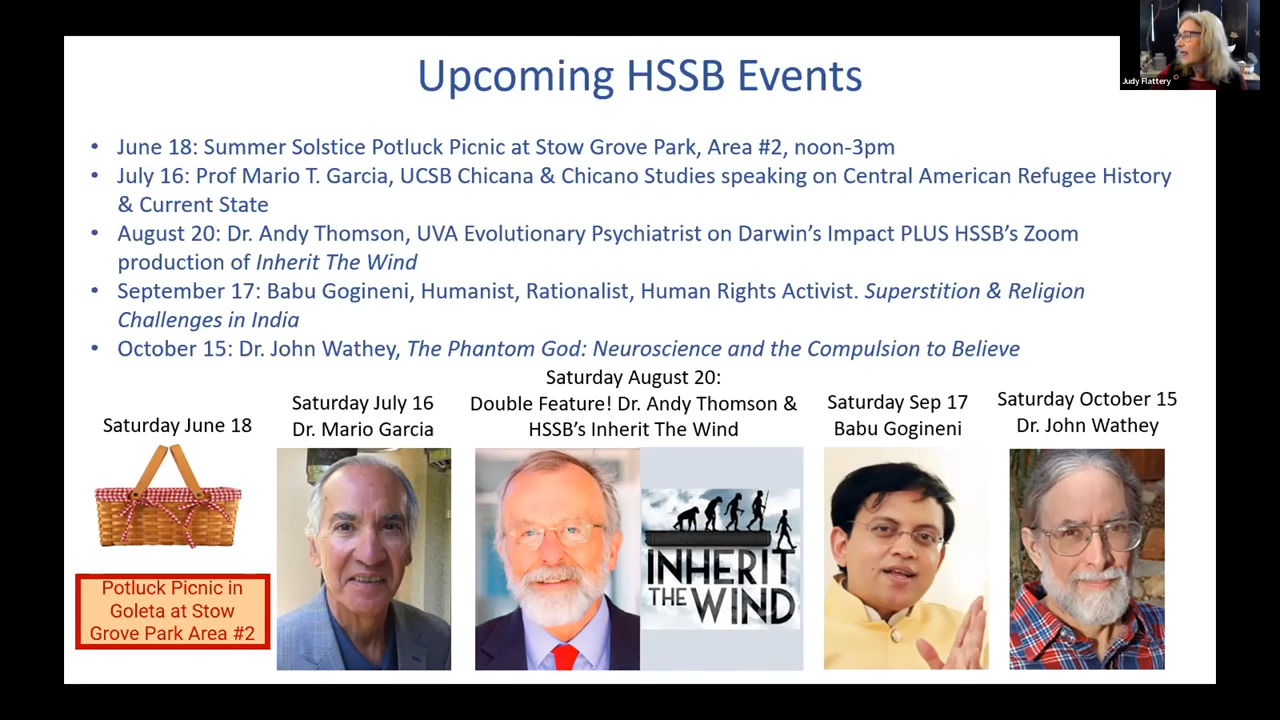 Upcoming HSSB Events
Judy Flattery
• June 18: Summer Solstice Potluck Picnic at Stow Grove Park, Area #2, noon-3pm
• July 16: Prof Mario T. Garcia, UCSB Chicana & Chicano Studies speaking on Central American Refugee History
& Current State
• August 20: Dr. Andy Thomson, UVA Evolutionary Psychiatrist on Darwin's Impact PLUS HSSB's Zoom
production of Inherit The Wind
• September 17: Babu Gogineni, Humanist, Rationalist, Human Rights Activist. Superstition & Religion
Challenges in India
• October 15: Dr. John Wathey, The Phantom God: Neuroscience and the Compulsion to Believe
Saturday June 18
Potluck Picnic in
Goleta at Stow
Grove Park Area #2
Saturday July 16
Dr. Mario Garcia
Saturday August 20:
Double Feature! Dr. Andy Thomson &
HSSB's Inherit The Wind
INHERIT
THE WIND
Saturday Sep 17
Babu Gogineni
Saturday October 15
Dr. John Wathey